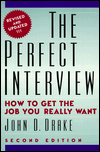 REVISED AND
UPDATED
THE
PERFECT
INTERVIEW
HOW TO GET THE
JOB YOU REALLY WANT
JOHN D. DRAKE
SECOND EDITION